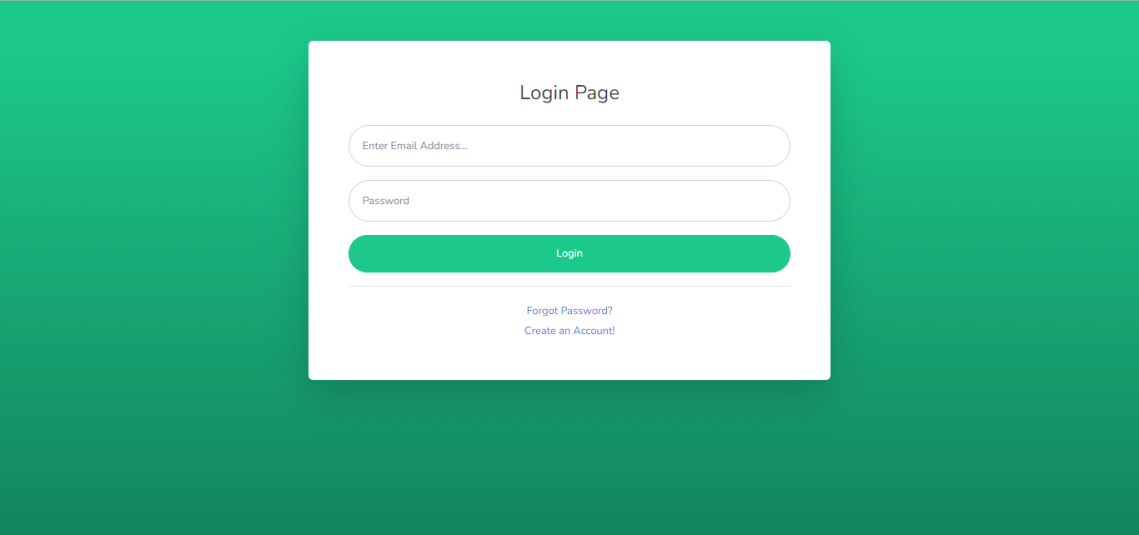 Login Page
Enter Email Address...
Password
Login
Forgot Password?
Create an Account!